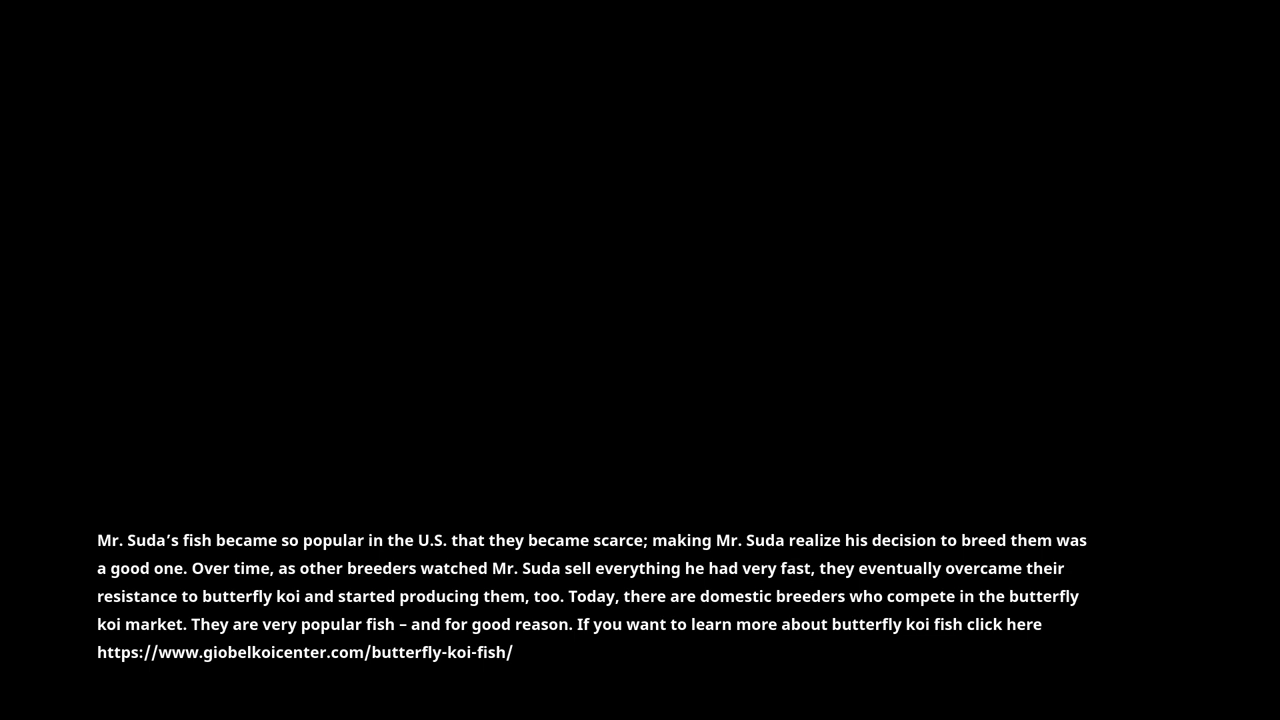 Mr. Suda’s fish became so popular in the U.S. that they became scarce; making Mr. Suda realize his decision to breed them was
a good one. Over time, as other breeders watched Mr. Suda sell everything he had very fast, they eventually overcame their
resistance to butterfly koi and started producing them, too. Today, there are domestic breeders who compete in the butterfly
koi market. They are very popular fish – and for good reason. If you want to learn more about butterfly koi fish click here
https://www.giobelkoicenter.com/butterfly-koi-fish/